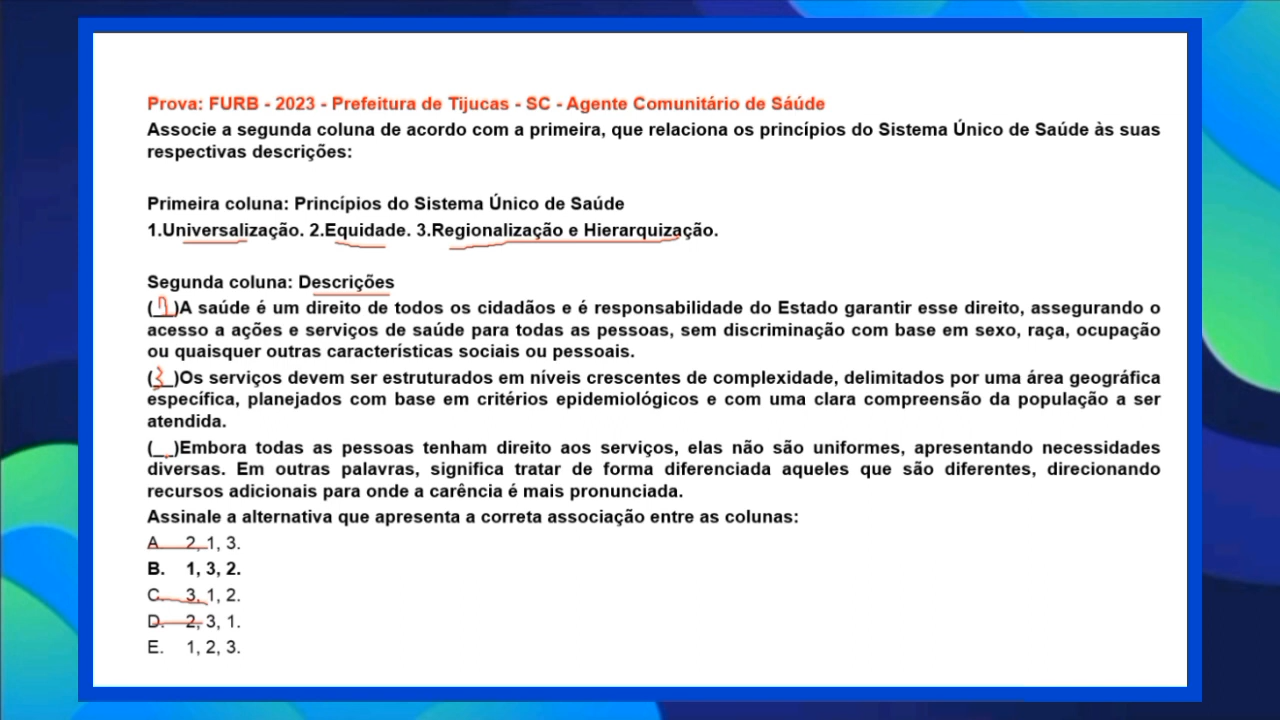 Prova: FURB - 2023 - Prefeitura de Tijucas - SC - Agente Comunitário de Sáúde
Associe a segunda coluna de acordo com a primeira, que relaciona os princípios do Sistema Único de Saúde às suas
respectivas descrições:
Primeira coluna: Princípios do Sistema Único de Saúde
1.Universalização. 2.Equidade. 3.Regionalização e Hierarquização.
Segunda coluna: Descrições
(_1_)A saúde é um direito de todos os cidadãos e é responsabilidade do Estado garantir esse direito, assegurando o
acesso a ações e serviços de saúde para todas as pessoas, sem discriminação com base em sexo, raça, ocupação
ou quaisquer outras características sociais ou pessoais.
(_3_)Os serviços devem ser estruturados em níveis crescentes de complexidade, delimitados por uma área geográfica
específica, planejados com base em critérios epidemiológicos e com uma clara compreensão da população a ser
atendida.
(__)Embora todas as pessoas tenham direito aos serviços, elas não são uniformes, apresentando necessidades
diversas. Em outras palavras, significa tratar de forma diferenciada aqueles que são diferentes, direcionando
recursos adicionais para onde a carência é mais pronunciada.
Assinale a alternativa que apresenta a correta associação entre as colunas:
A. 2, 1, 3.
B. 1, 3, 2.
C. 3, 1, 2.
D. 2, 3, 1.
E. 1, 2, 3.